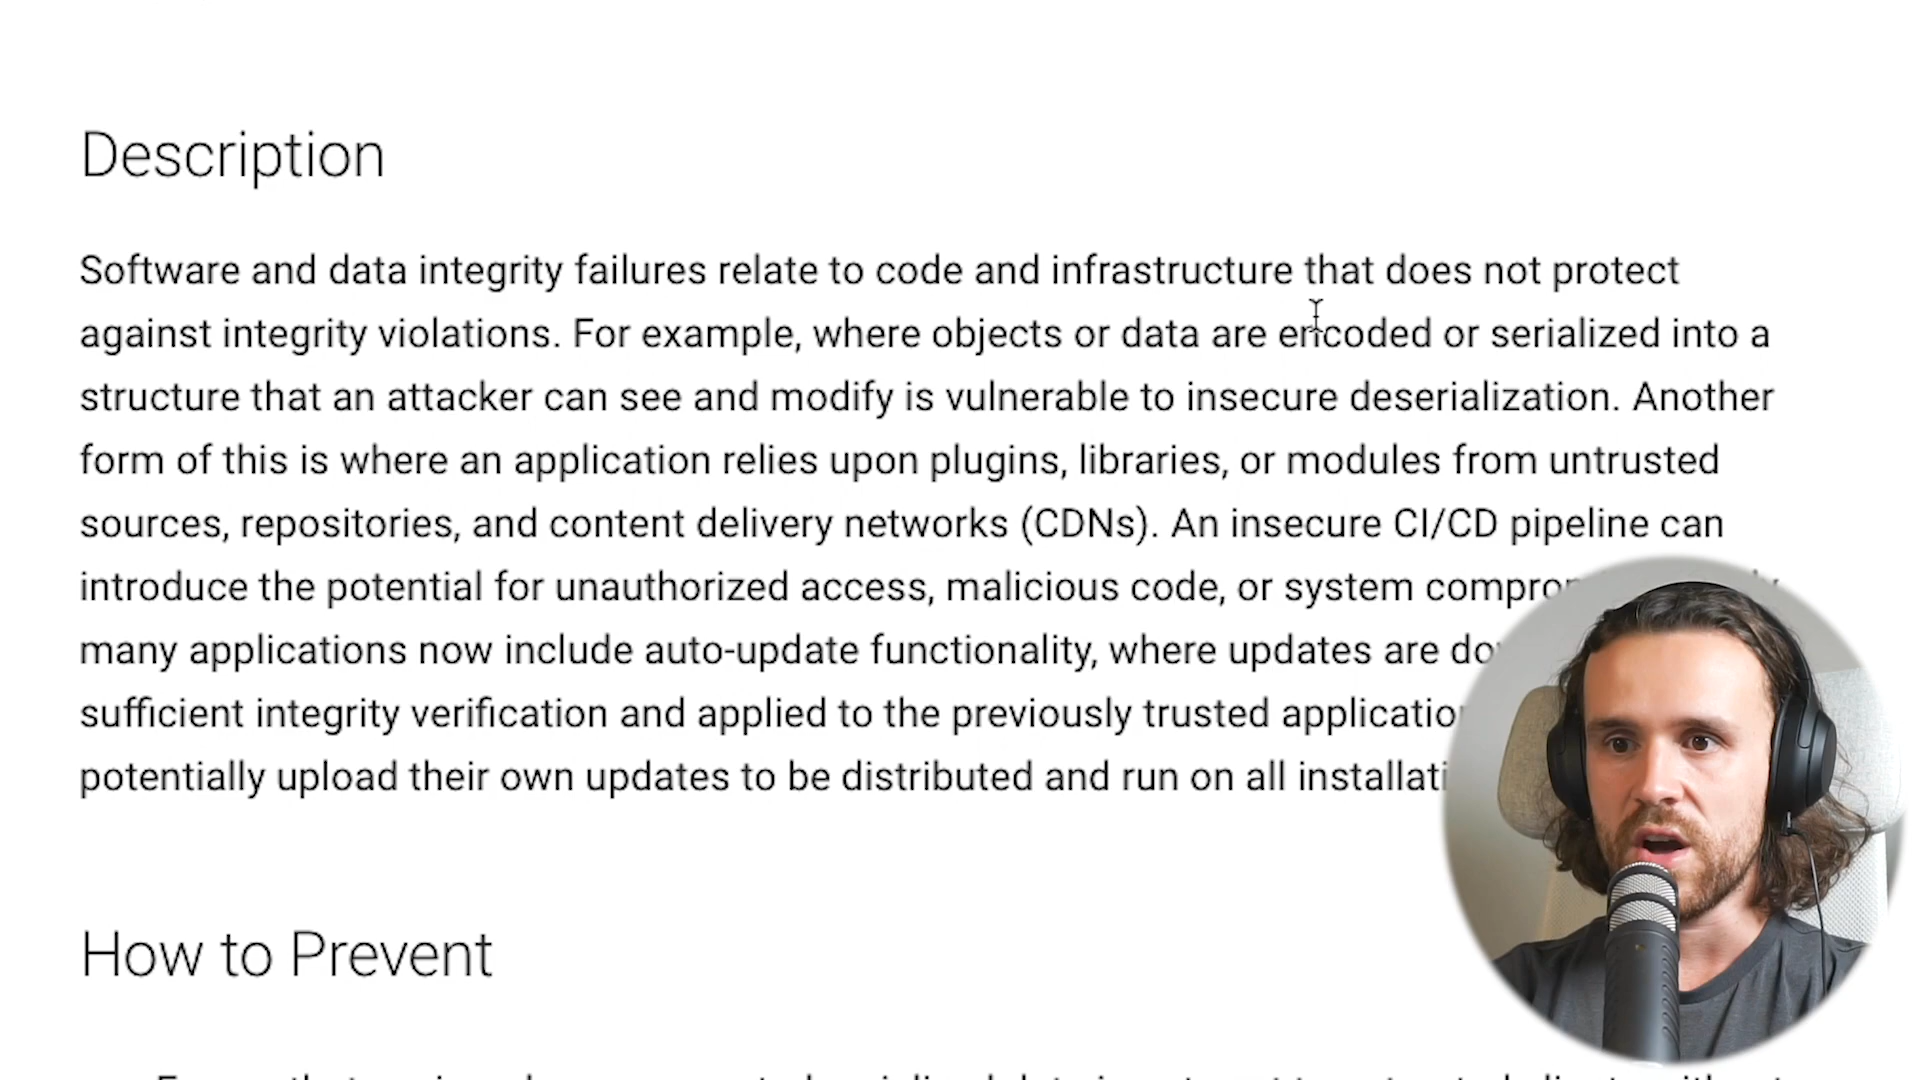 Description
Software and data integrity failures relate to code and infrastructure that does not protect
against integrity violations. For example, where objects or data are encoded or serialized into a
structure that an attacker can see and modify is vulnerable to insecure deserialization. Another
form of this is where an application relies upon plugins, libraries, or modules from untrusted
sources, repositories, and content delivery networks (CDNs). An insecure CI/CD pipeline can
introduce the potential for unauthorized access, malicious code, or system
many applications now include auto-update functionality, where updates are
sufficient integrity verification and applied to the previously trusted
potentially upload their own updates to be distributed and run on all
How to Prevent